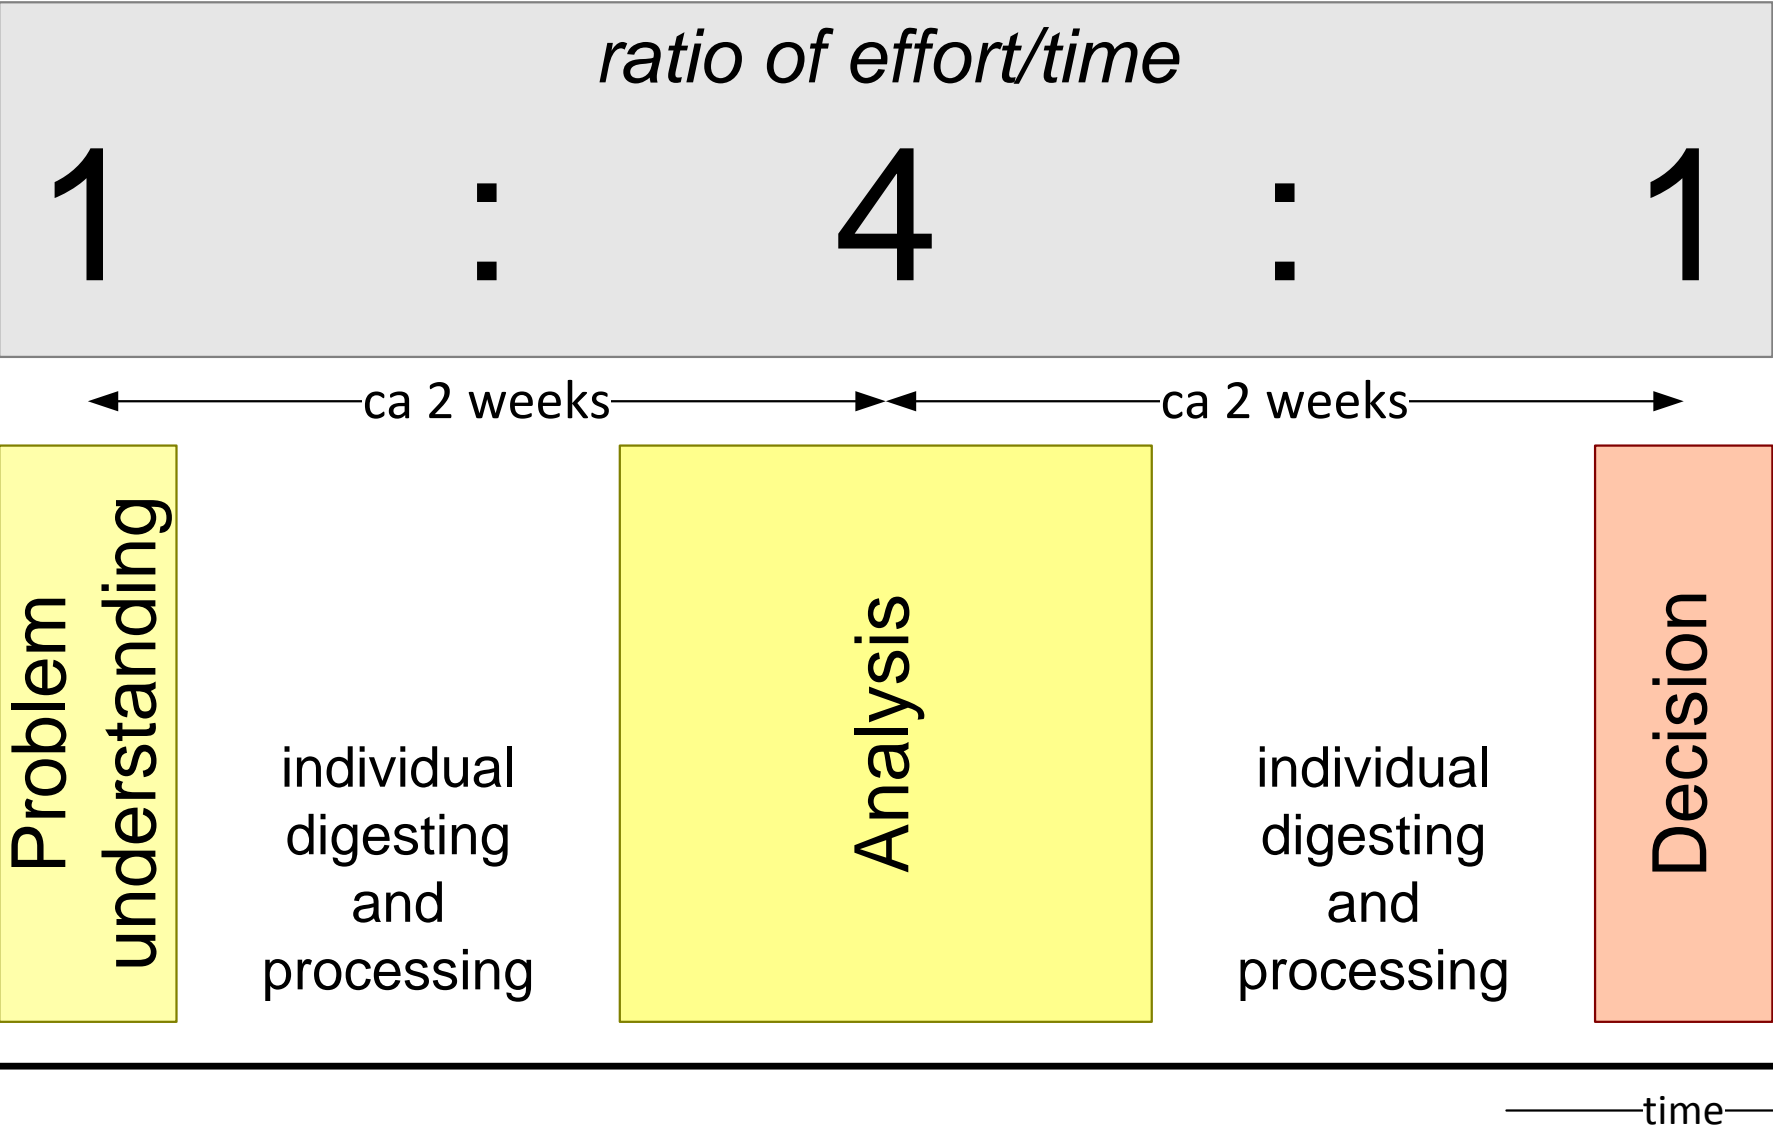 ratio of effort/time
1 : 4 : 1
ca 2 weeks
ca 2 weeks
Problem
understanding
individual
digesting
and
processing
Analysis
individual
digesting
and
processing
Decision
time